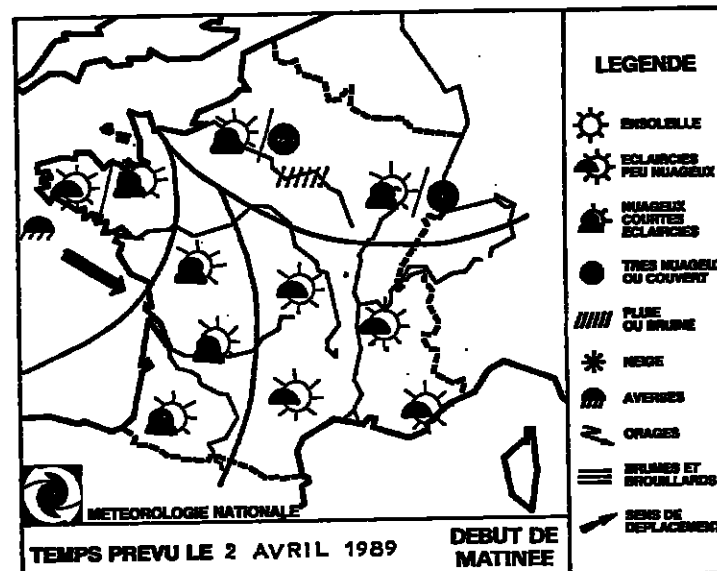 LEGENDE
ENSOLEILLE
ECLAIRCIES
PEU NUAGEUX
NUAGEUX
COURTES
ECLAIRCIES
TRES NUAGEUX
OU COUVERT
PLUIE
OU BRUINE
NEIGE
AVERSES
ORAGES
BRUMES ET
BROUILLARDS
SENS DE
DEPLACEMENT
METEOROLOGIE NATIONALE
TEMPS PREVU LE 2 AVRIL 1989
DEBUT DE
MATINEE